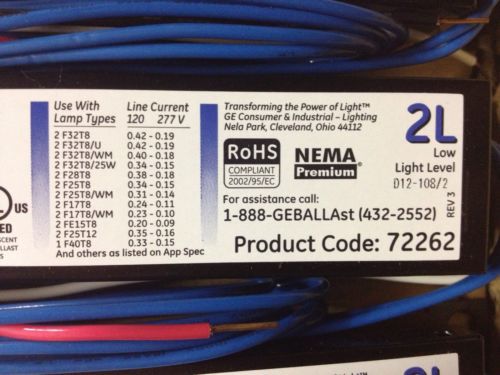 Use With Line Current
Lamp Types 120 277 V
2 F32T8 0.42 - 0.19
2 F32T8/U 0.42 - 0.19
2 F32T8/WM 0.40 - 0.18
2 F32T8/25W 0.34 - 0.15
2 F28T8 0.38 - 0.18
2 F25T8 0.34 - 0.15
2 F25T8/WM 0.31 - 0.14
2 F17T8 0.24 - 0.11
2 F17T8/WM 0.23 - 0.10
2 FE15T8 0.20 - 0.09
2 F25T12 0.35 - 0.16
1 F40T8 0.33 - 0.15
And others as listed on App Spec
UL US
Transforming the Power of Light™
GE Consumer & Industrial – Lighting
Nela Park, Cleveland, Ohio 44112
RoHS
COMPLIANT
2002/95/EC
NEMA
Premium
For assistance call:
1-888-GEBALLAst (432-2552)
Product Code: 72262
2L
Low
Light Level
D12-108/2
REV 3
2L